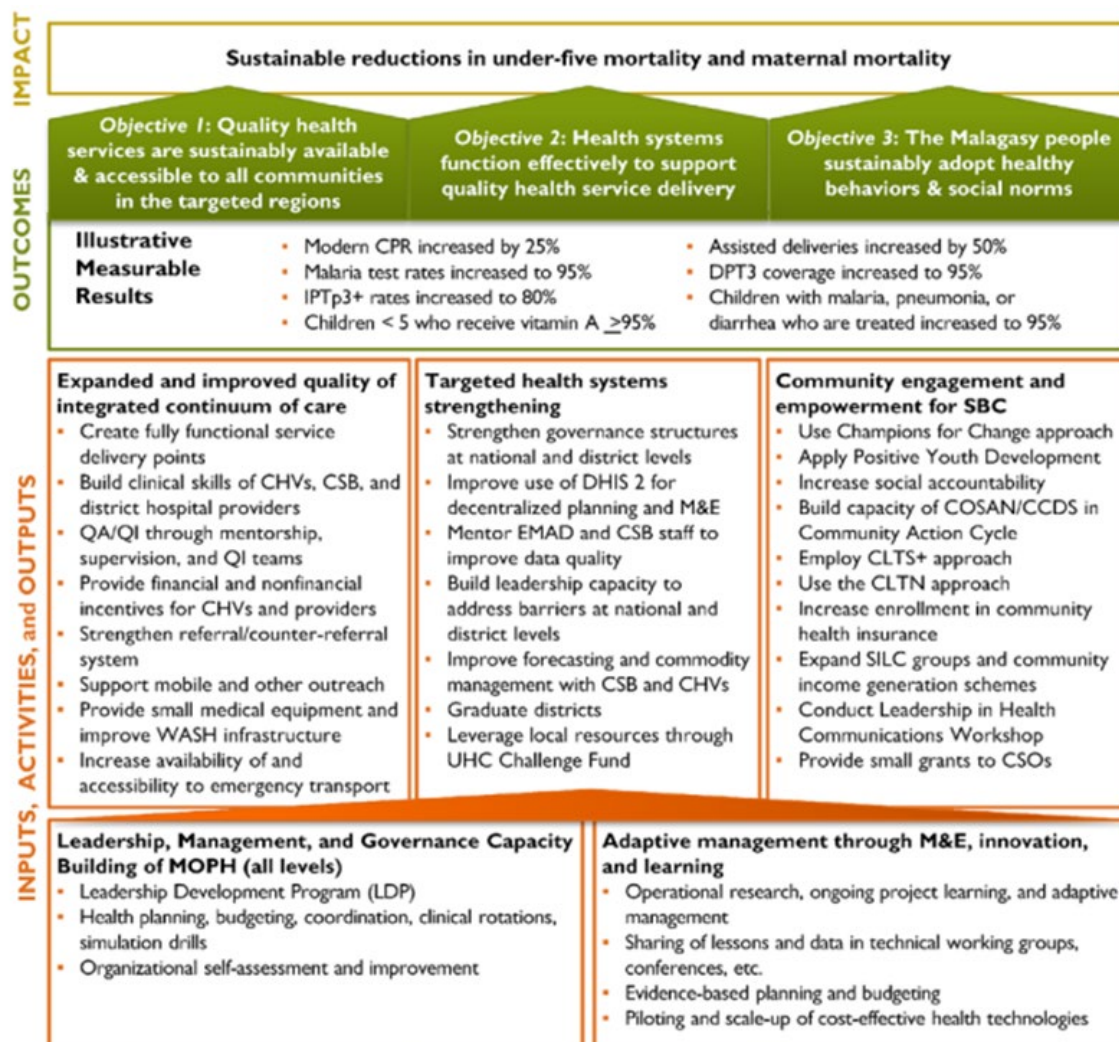 IMPACT
Sustainable reductions in under-five mortality and maternal mortality
OUTCOMES
Objective 1: Quality health
services are sustainably available
& accessible to all communities
in the targeted regions
Objective 2: Health systems
function effectively to support
quality health service delivery
Objective 3: The Malagasy people
sustainably adopt healthy
behaviors & social norms
Illustrative
Measurable
Results
▪ Modern CPR increased by 25%
▪ Malaria test rates increased to 95%
▪ IPTp3+ rates increased to 80%
▪ Children < 5 who receive vitamin A ≥95%
▪ Assisted deliveries increased by 50%
▪ DPT3 coverage increased to 95%
▪ Children with malaria, pneumonia, or
diarrhea who are treated increased to 95%
INPUTS, ACTIVITIES, and OUTPUTS
Expanded and improved quality of
integrated continuum of care
▪ Create fully functional service
delivery points
▪ Build clinical skills of CHVs, CSB, and
district hospital providers
▪ QA/QI through mentorship,
supervision, and QI teams
▪ Provide financial and nonfinancial
incentives for CHVs and providers
▪ Strengthen referral/counter-referral
system
▪ Support mobile and other outreach
▪ Provide small medical equipment and
improve WASH infrastructure
▪ Increase availability of and
accessibility to emergency transport
Targeted health systems
strengthening
▪ Strengthen governance structures
at national and district levels
▪ Improve use of DHIS 2 for
decentralized planning and M&E
▪ Mentor EMAD and CSB staff to
improve data quality
▪ Build leadership capacity to
address barriers at national and
district levels
▪ Improve forecasting and commodity
management with CSB and CHVs
▪ Graduate districts
▪ Leverage local resources through
UHC Challenge Fund
Community engagement and
empowerment for SBC
▪ Use Champions for Change approach
▪ Apply Positive Youth Development
▪ Increase social accountability
▪ Build capacity of COSAN/CCDS in
Community Action Cycle
▪ Employ CLTS+ approach
▪ Use the CLTN approach
▪ Increase enrollment in community
health insurance
▪ Expand SILC groups and community
income generation schemes
▪ Conduct Leadership in Health
Communications Workshop
▪ Provide small grants to CSOs
Leadership, Management, and Governance Capacity
Building of MOPH (all levels)
▪ Leadership Development Program (LDP)
▪ Health planning, budgeting, coordination, clinical rotations,
simulation drills
▪ Organizational self-assessment and improvement
Adaptive management through M&E, innovation,
and learning
▪ Operational research, ongoing project learning, and adaptive
management
▪ Sharing of lessons and data in technical working groups,
conferences, etc.
▪ Evidence-based planning and budgeting
▪ Piloting and scale-up of cost-effective health technologies